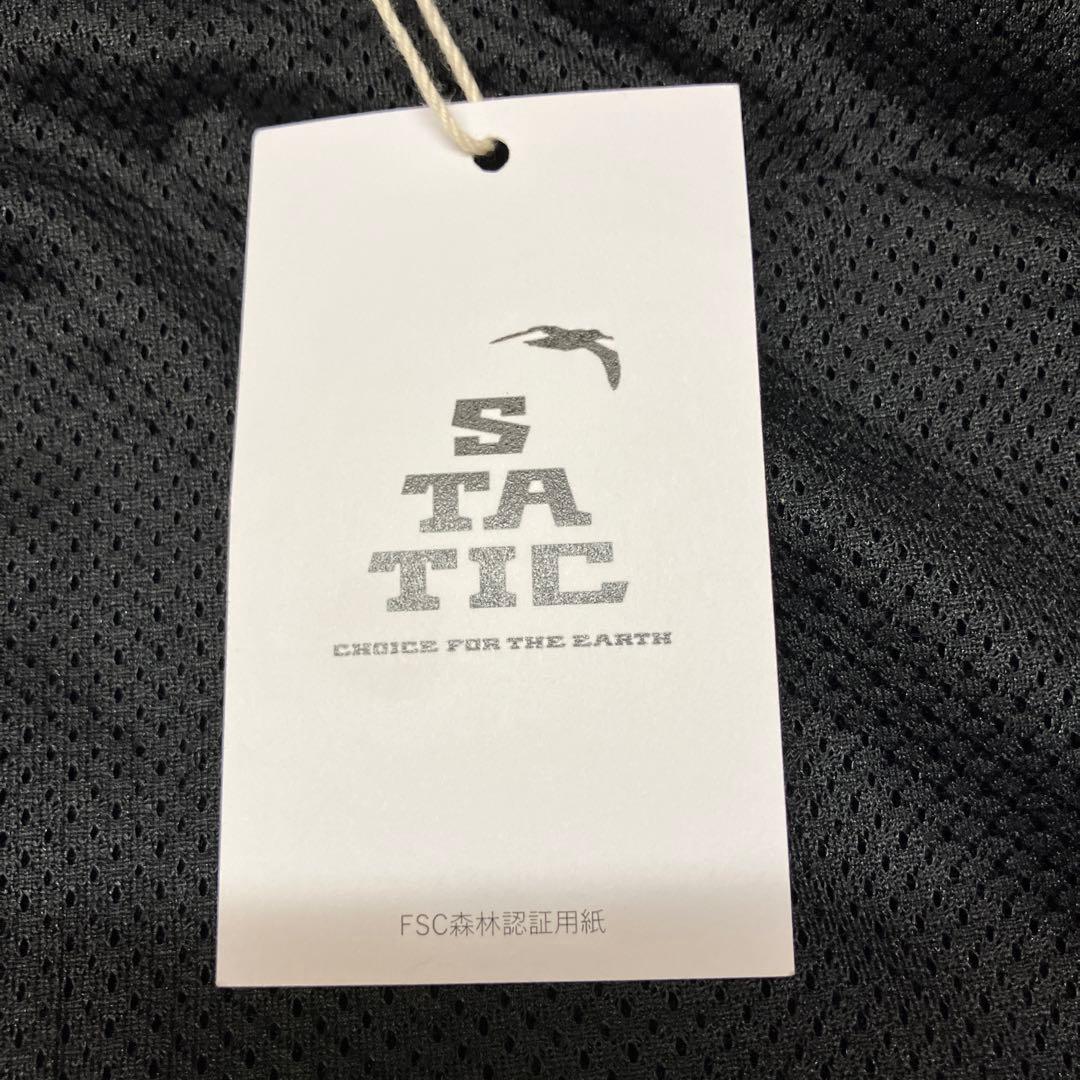 S
TA
TIC
CHOICE FOR THE EARTH
FSC森林認証用紙